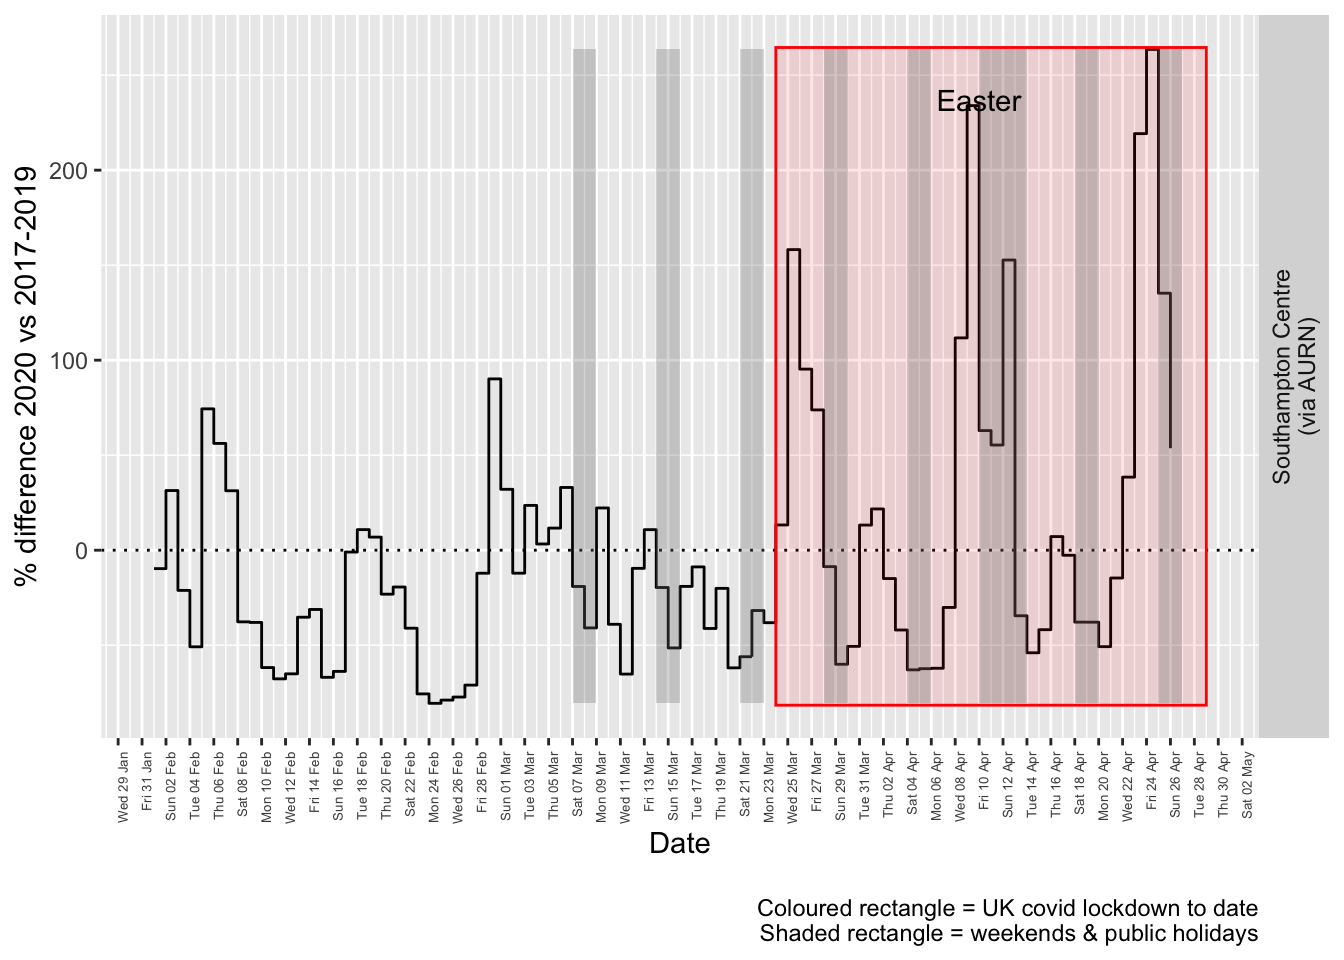 Easter
200
100
0
% difference 2020 vs 2017-2019
Southampton Centre
(via AURN)
Wed 29 Jan
Fri 31 Jan
Sun 02 Feb
Tue 04 Feb
Thu 06 Feb
Sat 08 Feb
Mon 10 Feb
Wed 12 Feb
Fri 14 Feb
Sun 16 Feb
Tue 18 Feb
Thu 20 Feb
Sat 22 Feb
Mon 24 Feb
Wed 26 Feb
Fri 28 Feb
Sun 01 Mar
Tue 03 Mar
Thu 05 Mar
Sat 07 Mar
Mon 09 Mar
Wed 11 Mar
Fri 13 Mar
Sun 15 Mar
Tue 17 Mar
Thu 19 Mar
Sat 21 Mar
Mon 23 Mar
Wed 25 Mar
Fri 27 Mar
Sun 29 Mar
Tue 31 Mar
Thu 02 Apr
Sat 04 Apr
Mon 06 Apr
Wed 08 Apr
Fri 10 Apr
Sun 12 Apr
Tue 14 Apr
Thu 16 Apr
Sat 18 Apr
Mon 20 Apr
Wed 22 Apr
Fri 24 Apr
Sun 26 Apr
Tue 28 Apr
Thu 30 Apr
Sat 02 May
Date
Coloured rectangle = UK covid lockdown to date
Shaded rectangle = weekends & public holidays